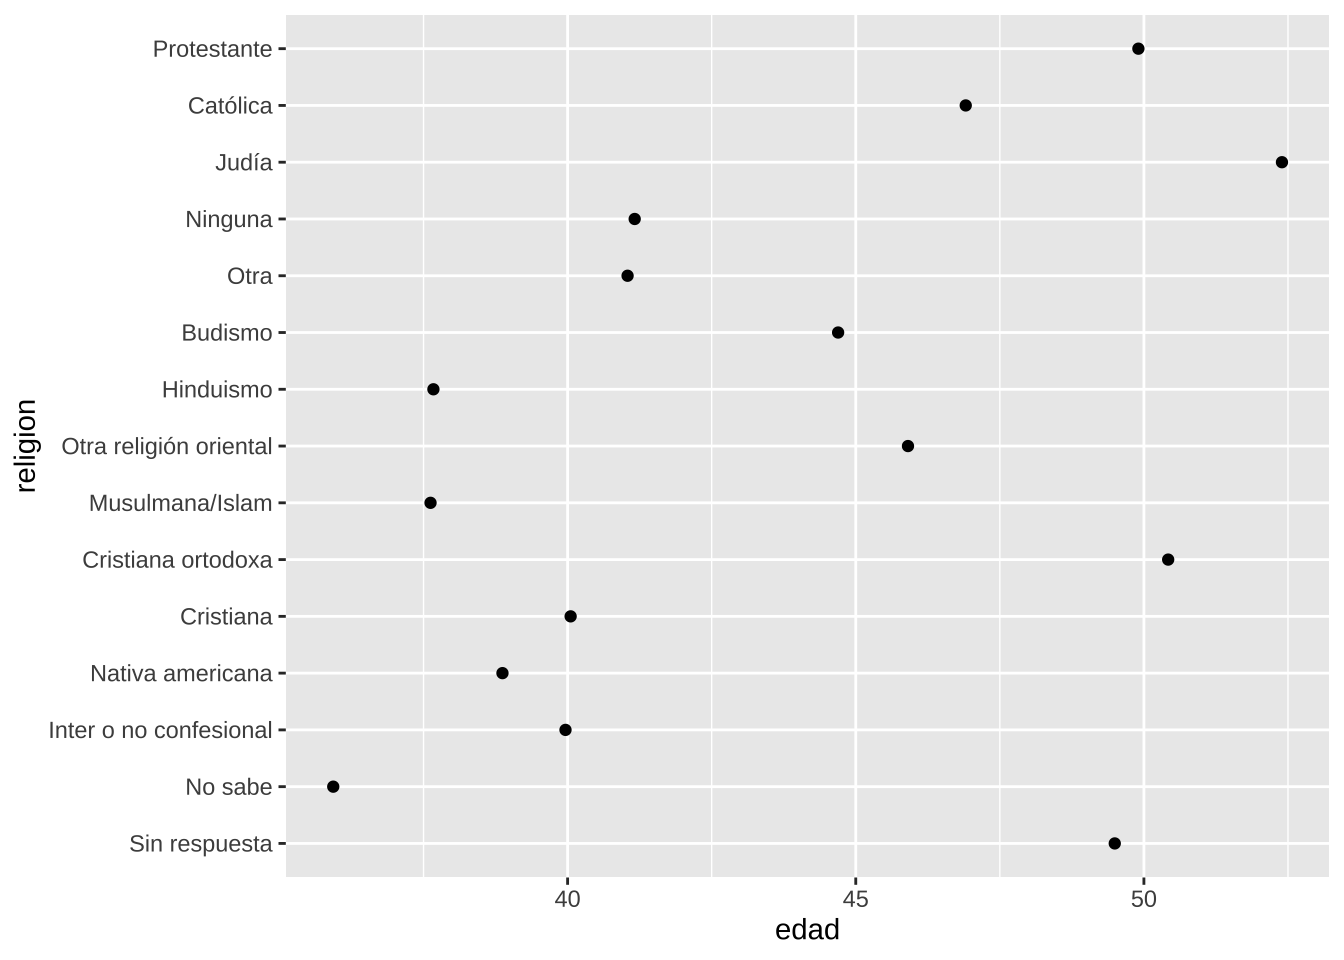 Protestante
Católica
Judía
Ninguna
Otra
Budismo
Hinduismo
Otra religión oriental
Musulmana/Islam
Cristiana ortodoxa
Cristiana
Nativa americana
Inter o no confesional
No sabe
Sin respuesta
religion
40 45 50
edad